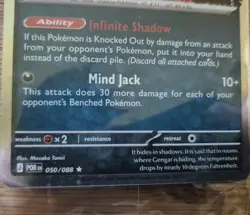 Ability Infinite Shadow
If this Pokémon is Knocked Out by damage from an attack
from your opponent's Pokémon, put it into your hand
instead of the discard pile. (Discard all attached cards.)
Mind Jack 10+
This attack does 30 more damage for each of your
opponent's Benched Pokémon.
weakness ×2 resistance retreat
Illus. Masako Tomii
It hides in shadows. It is said that in rooms
where Gengar is hiding, the temperature
drops by nearly 10 degrees Fahrenheit.
050/088 ★